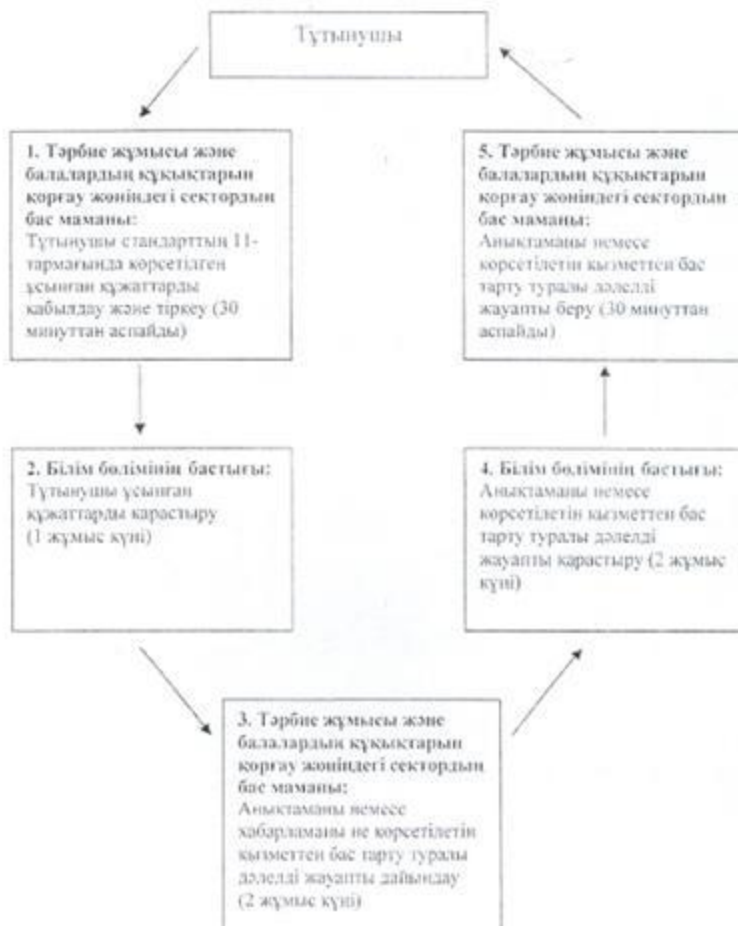 Тұтынушы
1. Тәрбие жұмысы және
балалардың құқықтарын
қорғау жөніндегі сектордың
бас маманы:
Тұтынушы стандарттың 11-
тармағында көрсетілген
ұсынған құжаттарды
қабылдау және тіркеу (30
минуттан аспайды)
2. Білім бөлімінің бастығы:
Тұтынушы ұсынған
құжаттарды қарастыру
(1 жұмыс күні)
3. Тәрбие жұмысы және
балалардың құқықтарын
қорғау жөніндегі сектордың
бас маманы:
Анықтаманы немесе
хабарламаны не көрсетілетін
қызметтен бас тарту туралы
дәлелді жауапты дайындау
(2 жұмыс күні)
4. Білім бөлімінің бастығы:
Анықтаманы немесе
көрсетілетін қызметтен бас
тарту туралы дәлелді
жауапты қарастыру (2 жұмыс
күні)
5. Тәрбие жұмысы және
балалардың құқықтарын
қорғау жөніндегі сектордың
бас маманы:
Анықтаманы немесе
көрсетілетін қызметтен бас
тарту туралы дәлелді
жауапты беру (30 минуттан
аспайды)